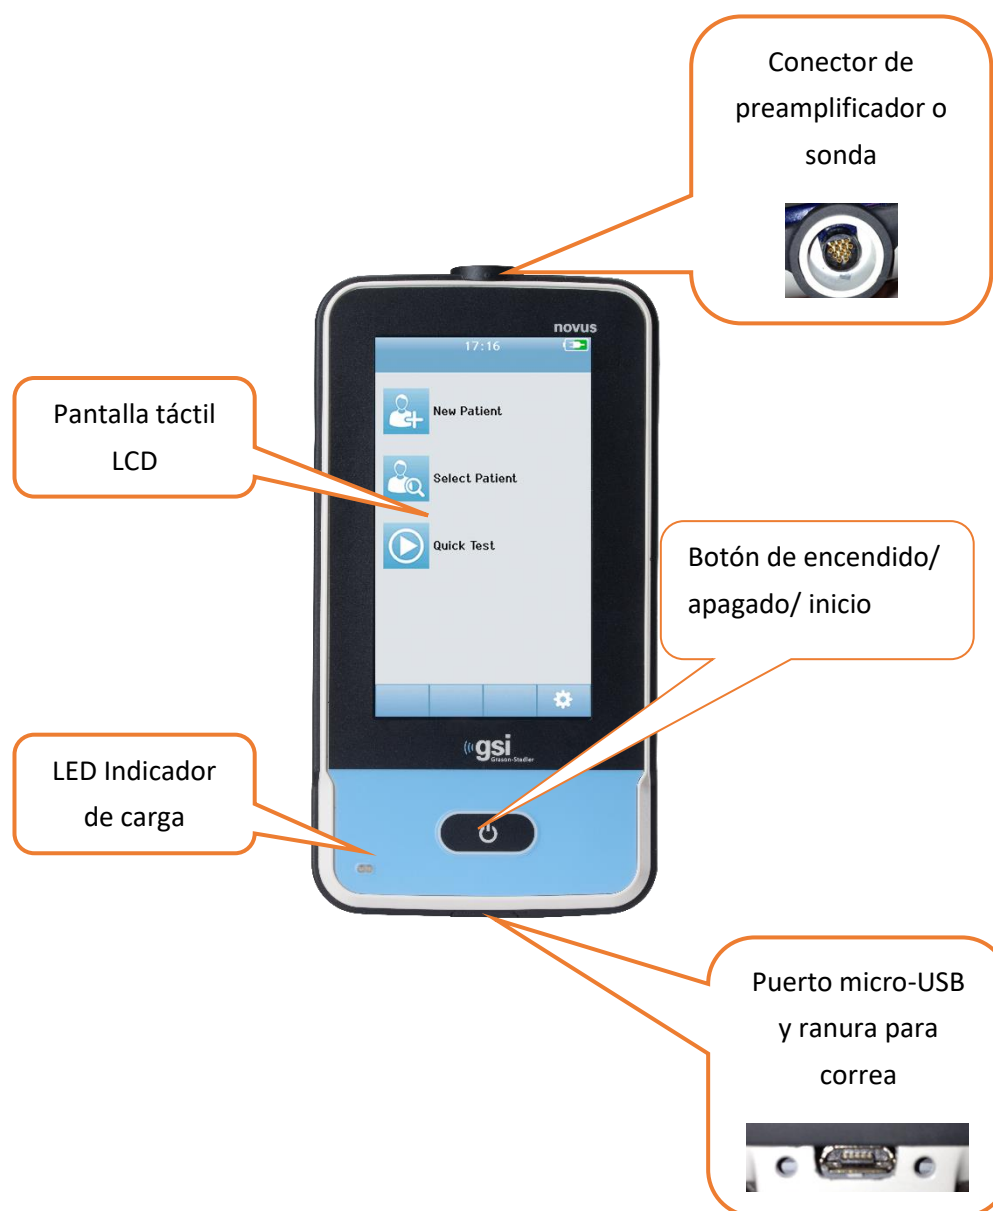 Conector de
preamplificador o
sonda
novus
17:16
Pantalla táctil
LCD
New Patient
Select Patient
Quick Test
Botón de encendido/
apagado/ inicio
gsi
Grason-Stadler
LED Indicador
de carga
Puerto micro-USB
y ranura para
correa